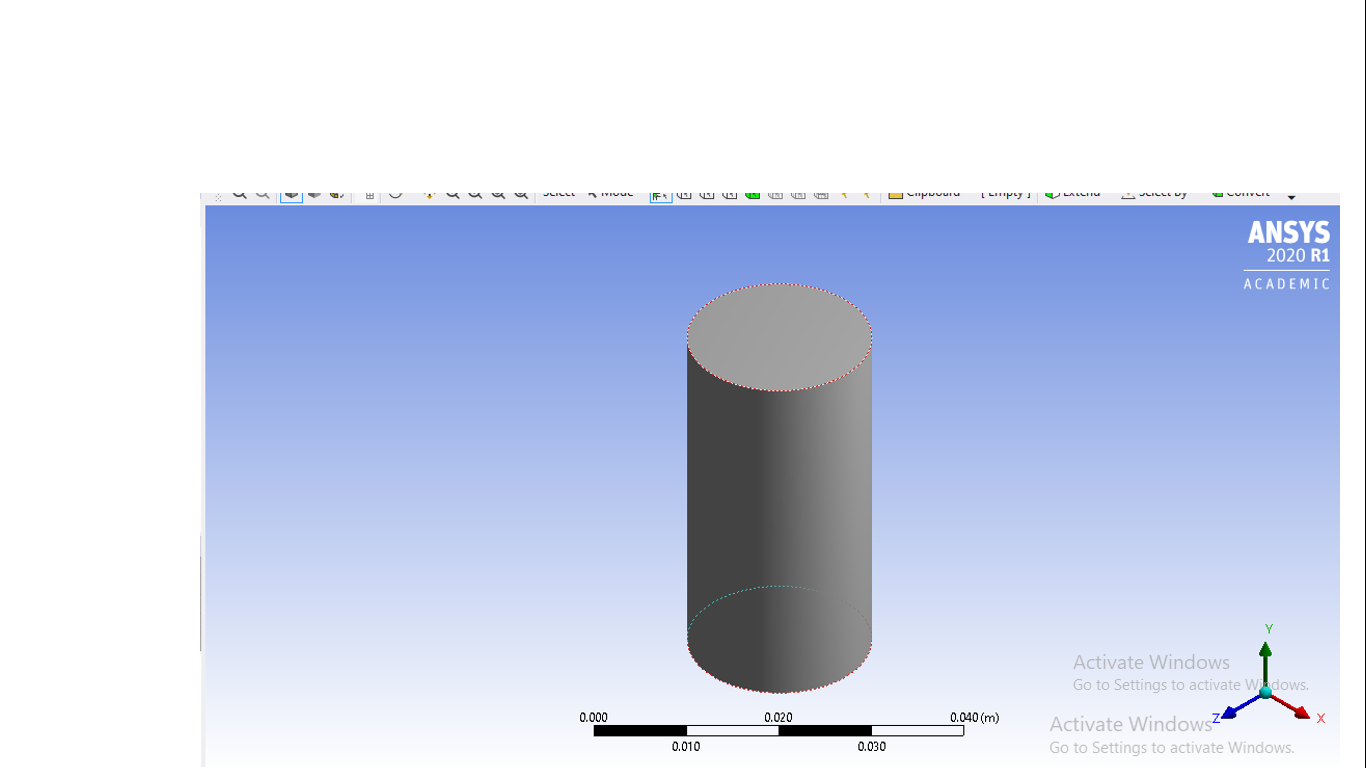 Select Mode Clipboard [ Empty ] Extend Select By Convert
ANSYS
2020 R1
ACADEMIC
Y
Activate Windows
Go to Settings to activate Windows.
0.000 0.020 0.040 (m)
Z X
Activate Windows
0.010 0.030
Go to Settings to activate Windows.